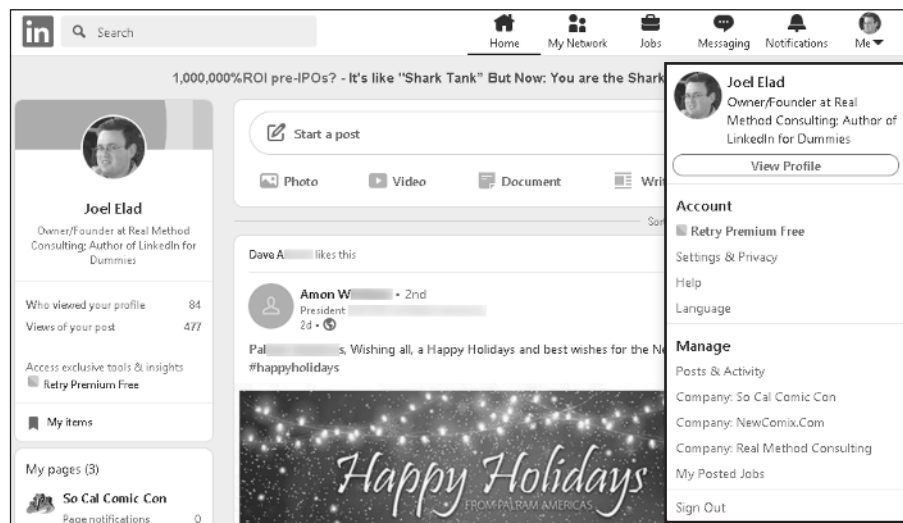 in
Search
Home
My Network
Jobs
Messaging
Notifications
Me
1,000,000%ROI pre-IPOs? - It's like "Shark Tank" But Now: You are the Shark
Joel Elad
Owner/Founder at Real Method
Consulting; Author of LinkedIn for
Dummies
Who viewed your profile 84
Views of your post 477
Access exclusive tools & insights
Retry Premium Free
My items
My pages (3)
So Cal Comic Con
Page notifications 0
Start a post
Photo
Video
Document
Dave A likes this
Amon W • 2nd
President
2d •
Pal s, Wishing all, a Happy Holidays and best wishes for the
#happyholidays
Happy Holidays
FROM PALRAM AMERICAS
Joel Elad
Owner/Founder at Real
Method Consulting; Author of
LinkedIn for Dummies
View Profile
Account
Retry Premium Free
Settings & Privacy
Help
Language
Manage
Posts & Activity
Company: So Cal Comic Con
Company: NewComix.Com
Company: Real Method Consulting
My Posted Jobs
Sign Out